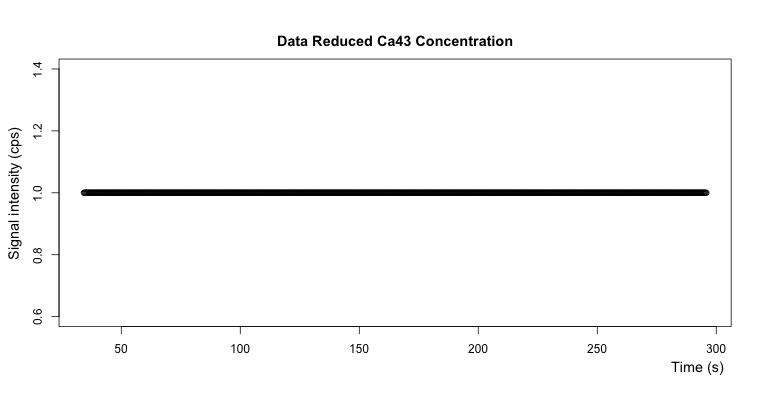 Data Reduced Ca43 Concentration
Signal intensity (cps)
1.4
1.2
1.0
0.8
0.6
50 100 150 200 250 300
Time (s)